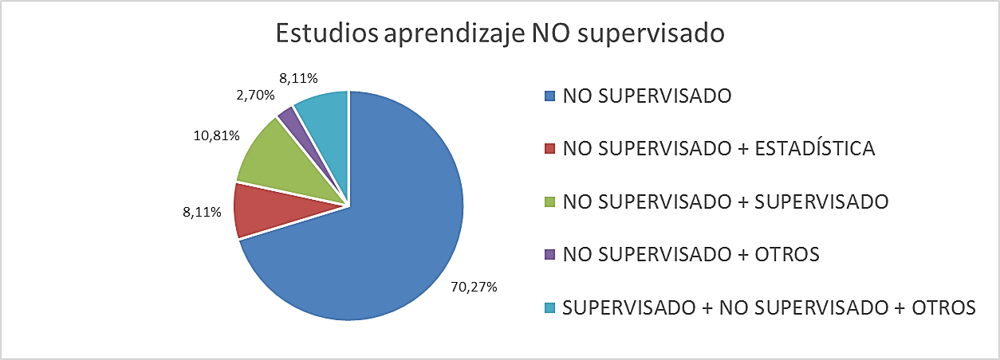 Estudios aprendizaje NO supervisado
8,11%
2,70%
10,81%
8,11%
70,27%
NO SUPERVISADO
NO SUPERVISADO + ESTADÍSTICA
NO SUPERVISADO + SUPERVISADO
NO SUPERVISADO + OTROS
SUPERVISADO + NO SUPERVISADO + OTROS